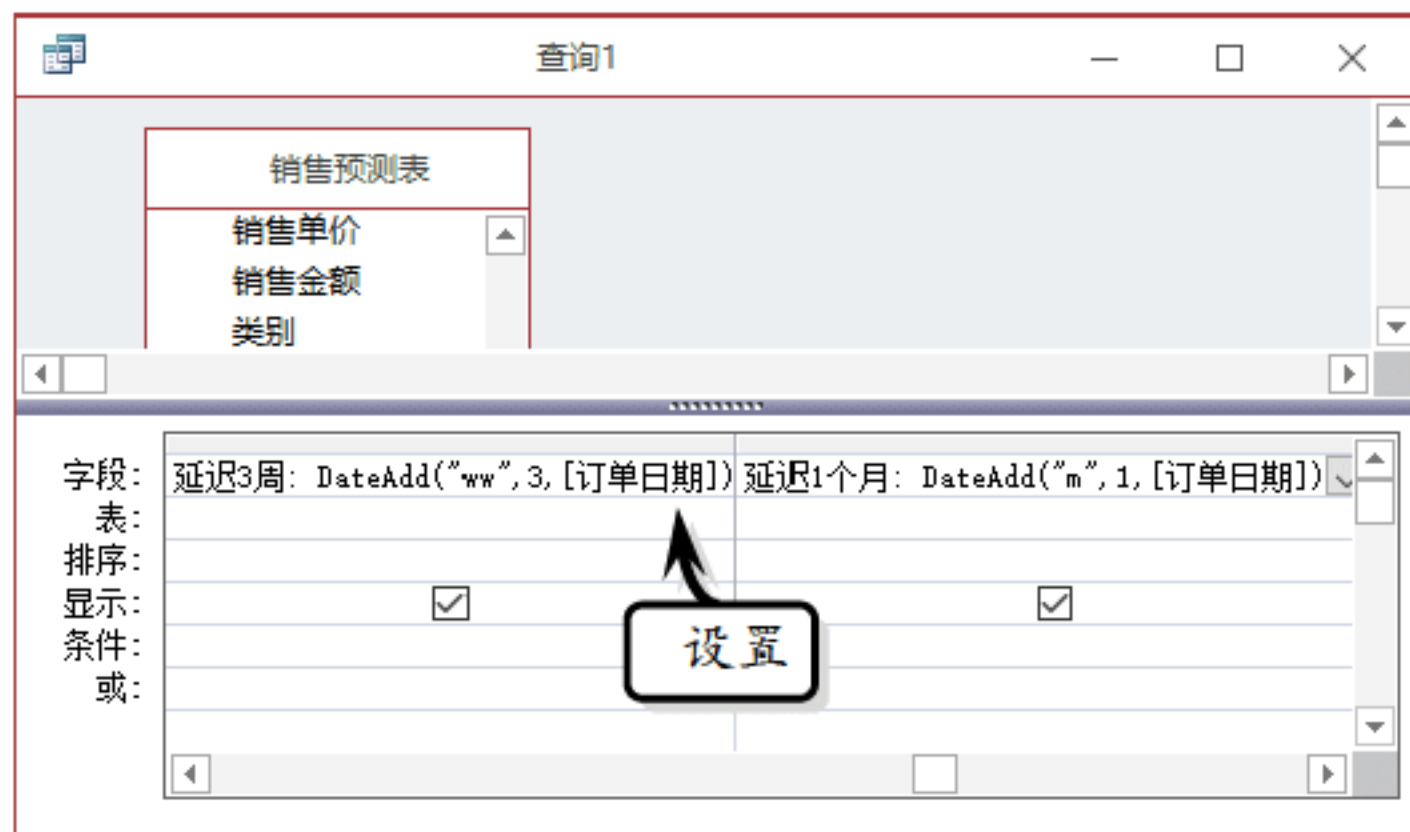 查询1
销售预测表
销售单价
销售金额
类别
字段: 延迟3周: DateAdd("ww",3,[订单日期]) 延迟1个月: DateAdd("m",1,[订单日期])
表:
排序:
显示:
条件:
或:
设置